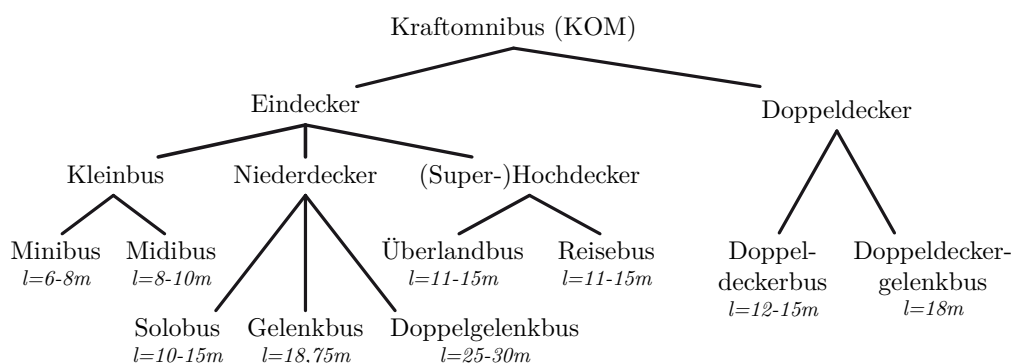 Kraftomnibus (KOM)
Eindecker
Doppeldecker
Kleinbus
Niederdecker
(Super-)Hochdecker
Minibus
l=6-8m
Midibus
l=8-10m
Überlandbus
l=11-15m
Reisebus
l=11-15m
Doppel-
deckerbus
l=12-15m
Doppeldecker-
gelenkbus
l=18m
Solobus
l=10-15m
Gelenkbus
l=18,75m
Doppelgelenkbus
l=25-30m